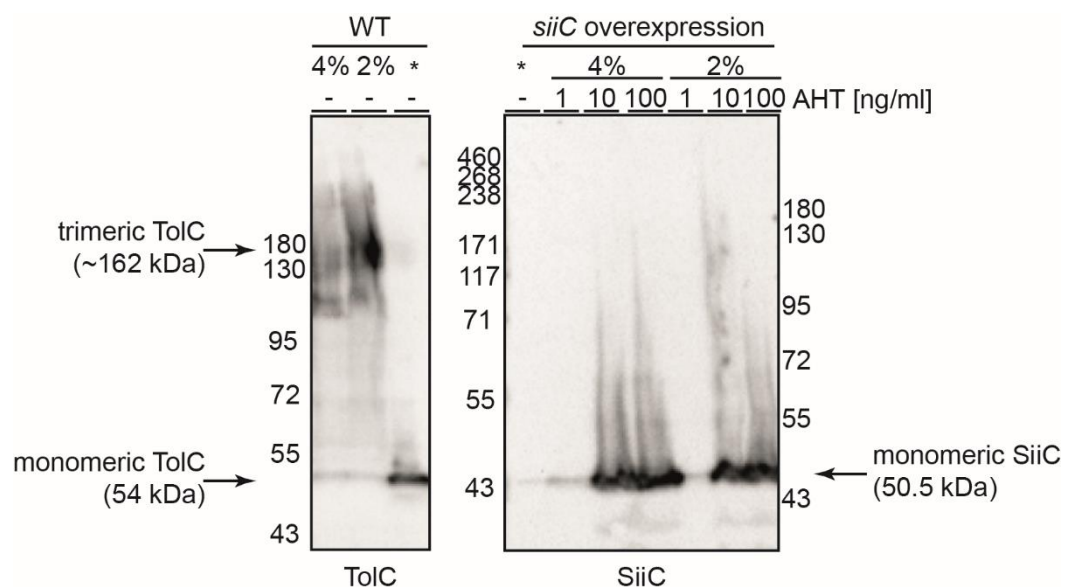 WT
siiC overexpression
4% 2% *
* 4% 2%
- - -
- 1 10 100 1 10 100 AHT [ng/ml]
trimeric TolC
(~162 kDa)
monomeric TolC
(54 kDa)
180
130
95
72
55
43
460
268
238
171
117
71
55
43
180
130
95
72
55
43
monomeric SiiC
(50.5 kDa)
TolC
SiiC